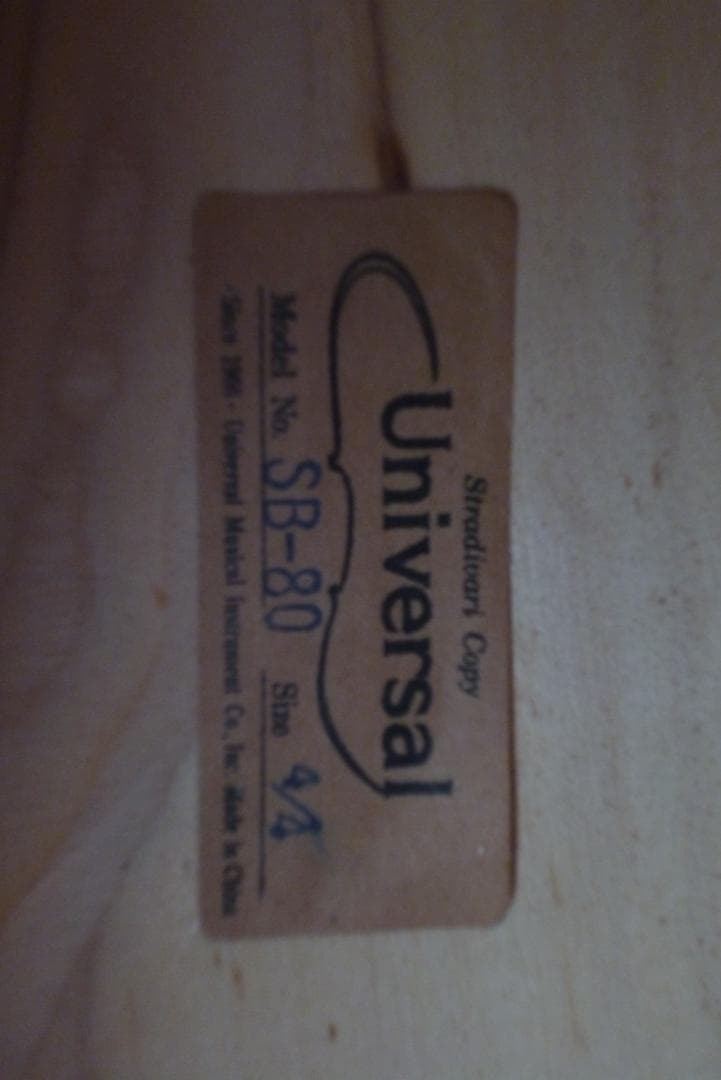 Stradivari Copy
Universal
Model No. SB-80 Size 4/4
Since Universal Musical Instrument Co., Inc. Made in China